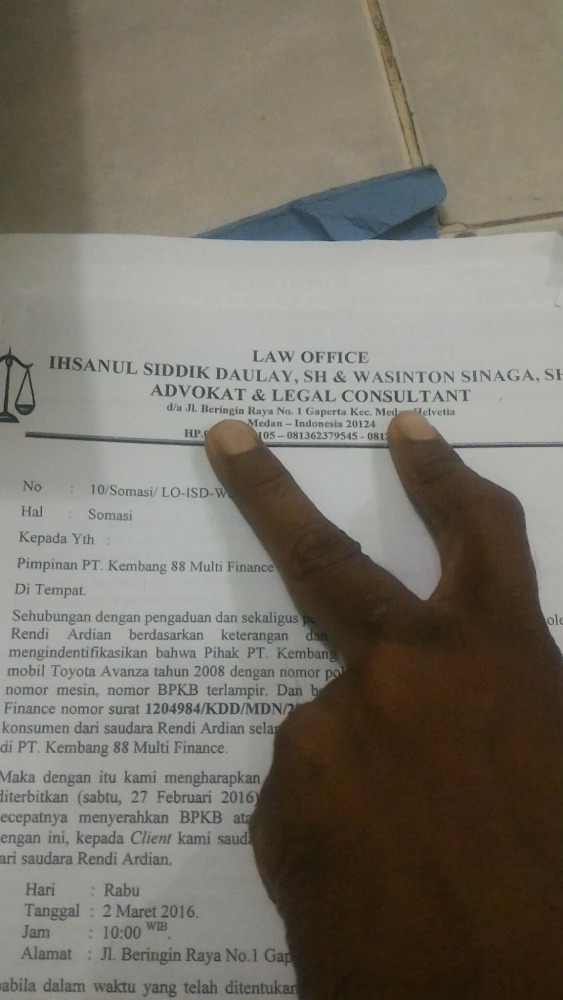 LAW OFFICE
IHSANUL SIDDIK DAULAY, SH & WASINTON SINAGA, SH
ADVOKAT & LEGAL CONSULTANT
d/a Jl. Beringin Raya No. 1 Gaperta Kec. Helvetia
Medan – Indonesia 20124
HP. 105 – 081362379545 - 081
No : 10/Somasi/ LO-ISD-W
Hal : Somasi
Kepada Yth :
Pimpinan PT. Kembang 88 Multi Finance
Di Tempat.
Sehubungan dengan pengaduan dan sekaligus
Rendi Ardian berdasarkan keterangan
mengindentifikasikan bahwa Pihak PT. Kembang
mobil Toyota Avanza tahun 2008 dengan nomor
nomor mesin, nomor BPKB terlampir. Dan
Finance nomor surat 1204984/KDD/MDN/2
konsumen dari saudara Rendi Ardian
di PT. Kembang 88 Multi Finance.
Maka dengan itu kami mengharapkan
diterbitkan (sabtu, 27 Februari 2016)
ecepatnya menyerahkan BPKB
engan ini, kepada Client kami
ari saudara Rendi Ardian.
Hari : Rabu
Tanggal : 2 Maret 2016.
Jam : 10:00 WIB.
Alamat : Jl. Beringin Raya No.1 Gap
pabila dalam waktu yang telah ditentukan